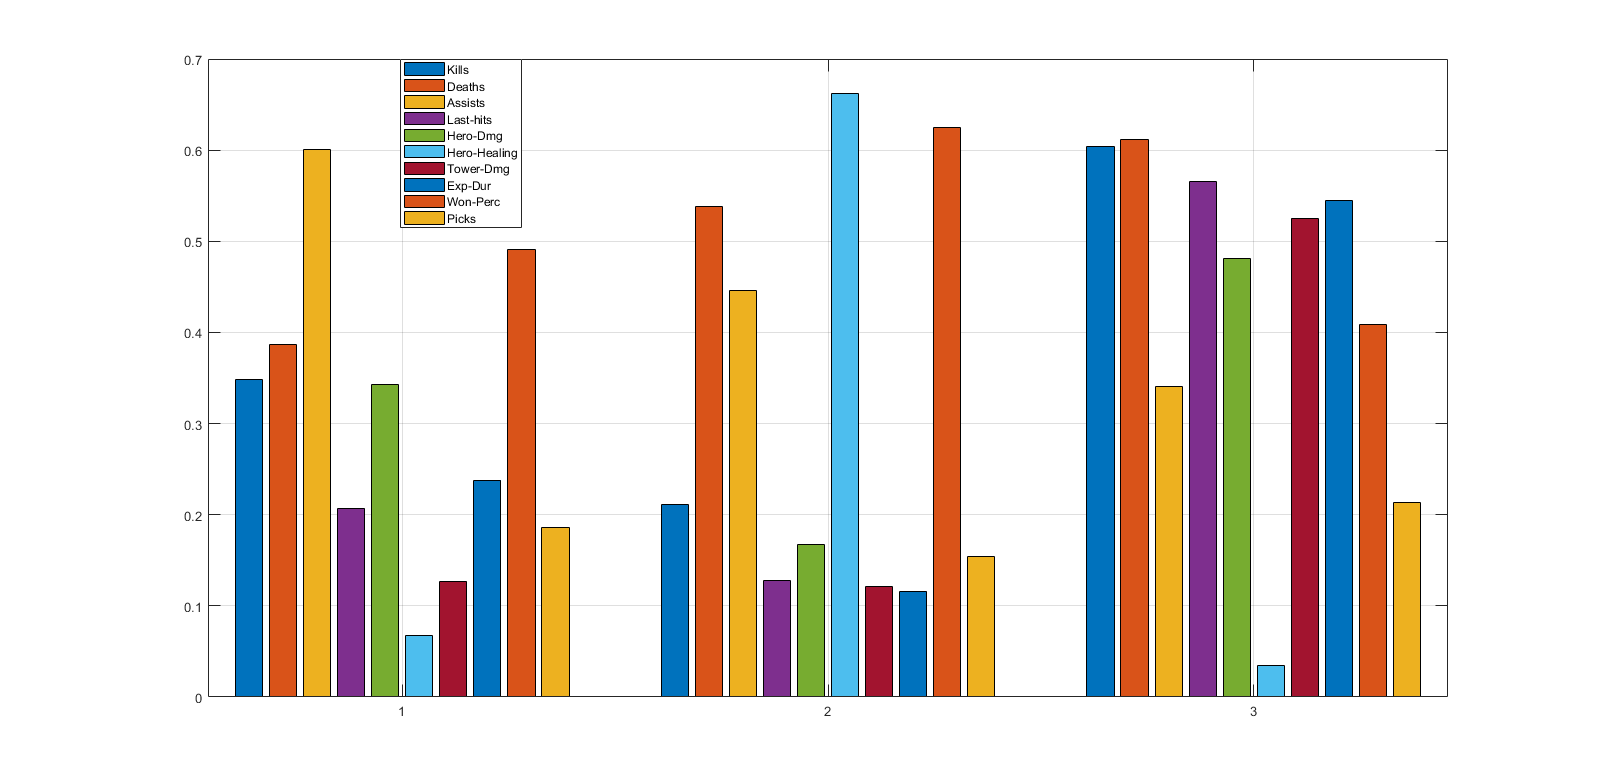 0.7
0.6
0.5
0.4
0.3
0.2
0.1
0
Kills
Deaths
Assists
Last-hits
Hero-Dmg
Hero-Healing
Tower-Dmg
Exp-Dur
Won-Perc
Picks
1
2
3